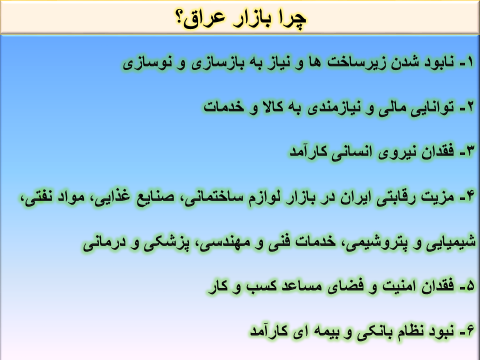 چرا بازار عراق؟
۱- نابود شدن زیرساخت ها و نیاز به بازسازی و نوسازی
۲- توانایی مالی و نیازمندی به کالا و خدمات
۳- فقدان نیروی انسانی کارآمد
۴- مزیت رقابتی ایران در بازار لوازم ساختمانی، صنایع غذایی، مواد نفتی،
شیمیایی و پتروشیمی، خدمات فنی و مهندسی، پزشکی و درمانی
۵- فقدان امنیت و فضای مساعد کسب و کار
۶- نبود نظام بانکی و بیمه ای کارآمد